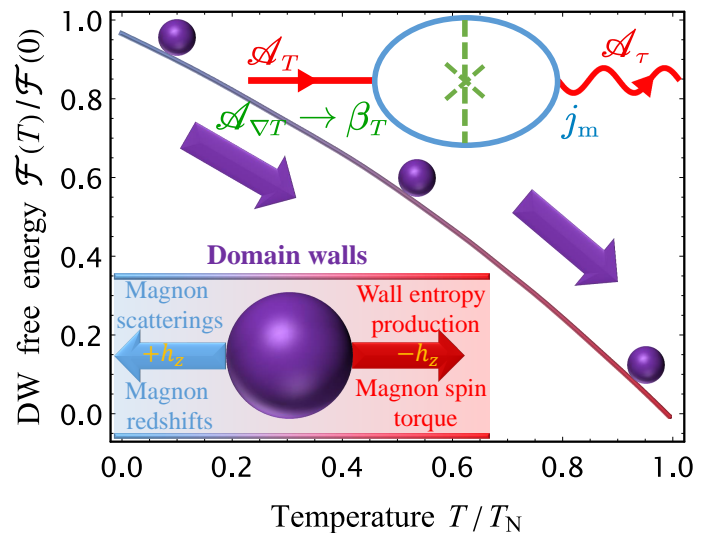 DW free energy ℱ(T)/ℱ(0)
1.0
0.8
0.6
0.4
0.2
0.0
𝒜_T
𝒜_τ
𝒜_∇T → β_T
j_m
Domain walls
Magnon
scatterings
Wall entropy
production
+h_z
−h_z
Magnon
redshifts
Magnon spin
torque
0.0 0.2 0.4 0.6 0.8 1.0
Temperature T/T_N